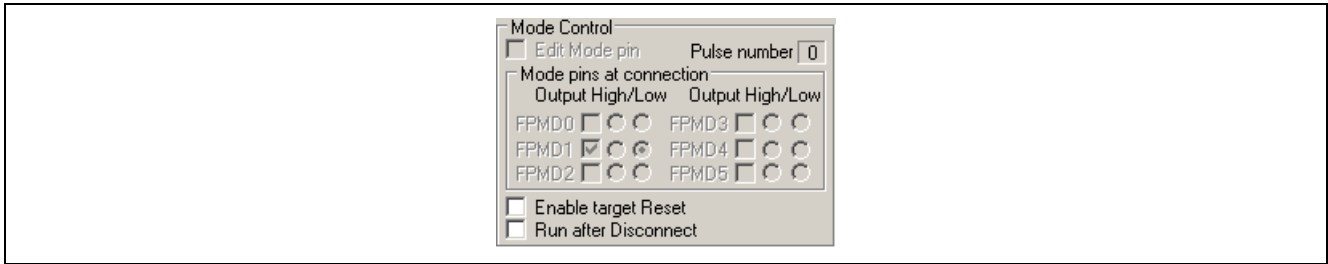 Mode Control
Edit Mode pin Pulse number 0
Mode pins at connection
Output High/Low Output High/Low
FPMD0 FPMD3
FPMD1 FPMD4
FPMD2 FPMD5
Enable target Reset
Run after Disconnect